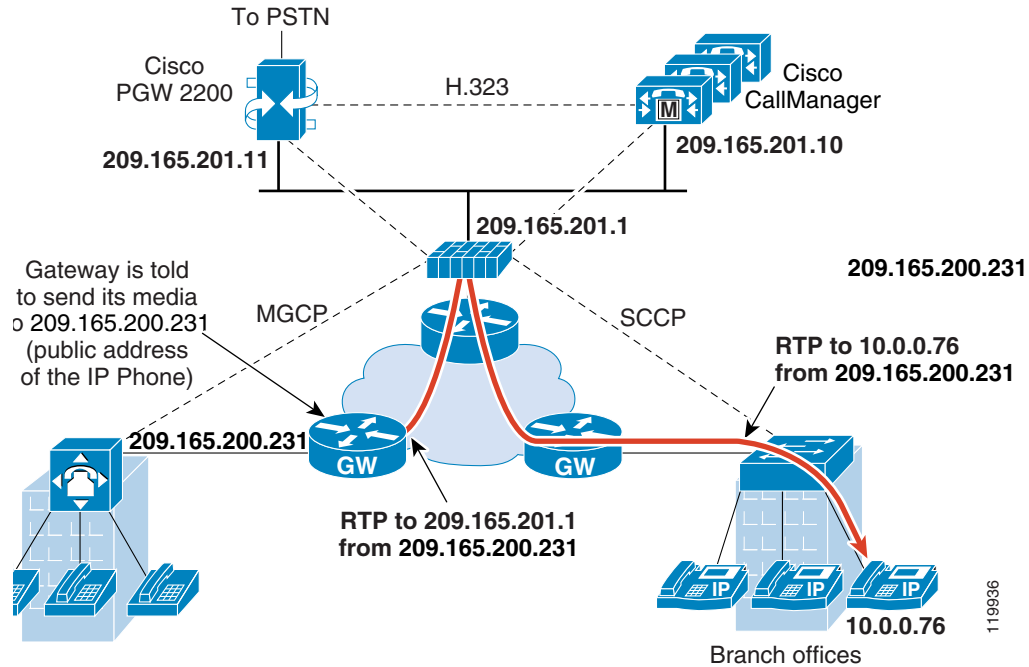 To PSTN
Cisco
PGW 2200
H.323
Cisco
CallManager
M
209.165.201.11
209.165.201.10
209.165.201.1
209.165.200.231
Gateway is told
to send its media
o 209.165.200.231
(public address
of the IP Phone)
MGCP
SCCP
RTP to 10.0.0.76
from 209.165.200.231
209.165.200.231
GW
GW
RTP to 209.165.201.1
from 209.165.200.231
IP
IP
IP
10.0.0.76
Branch offices
119936